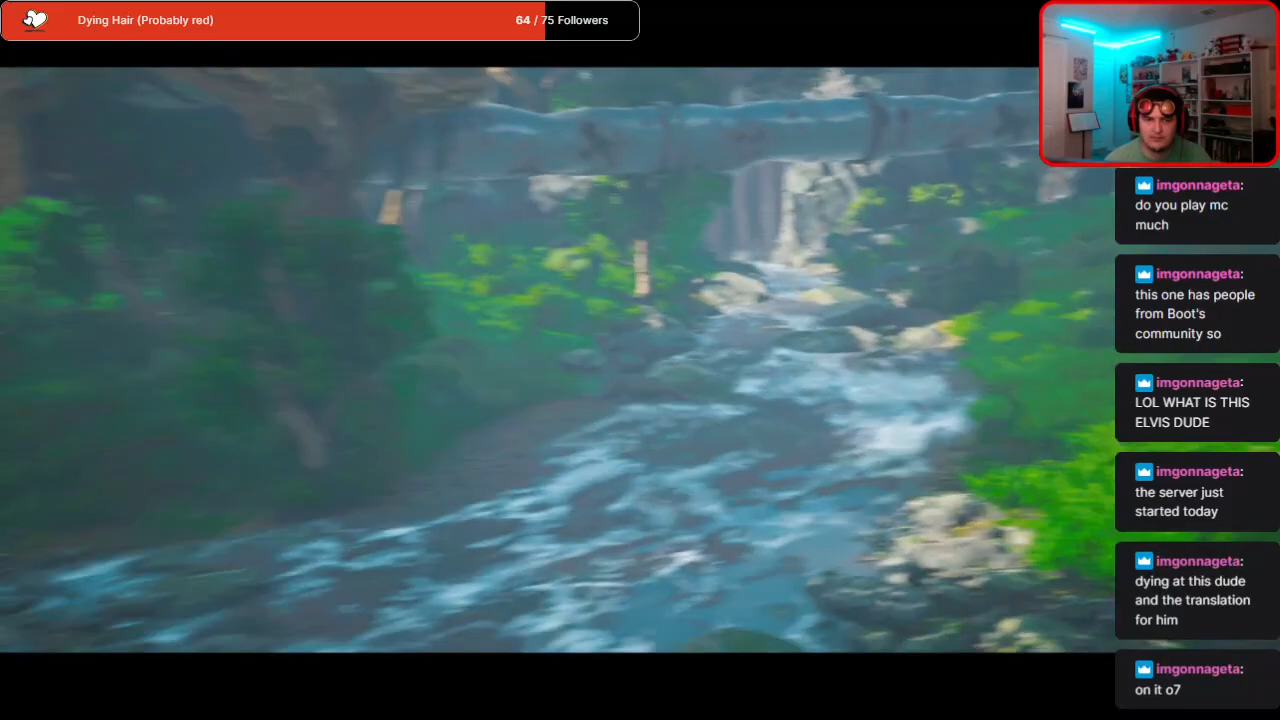 Dying Hair (Probably red)
64 / 75 Followers
imgonnageta:
do you play mc
much
imgonnageta:
this one has people
from Boot's
community so
imgonnageta:
LOL WHAT IS THIS
ELVIS DUDE
imgonnageta:
the server just
started today
imgonnageta:
dying at this dude
and the translation
for him
imgonnageta:
on it o7